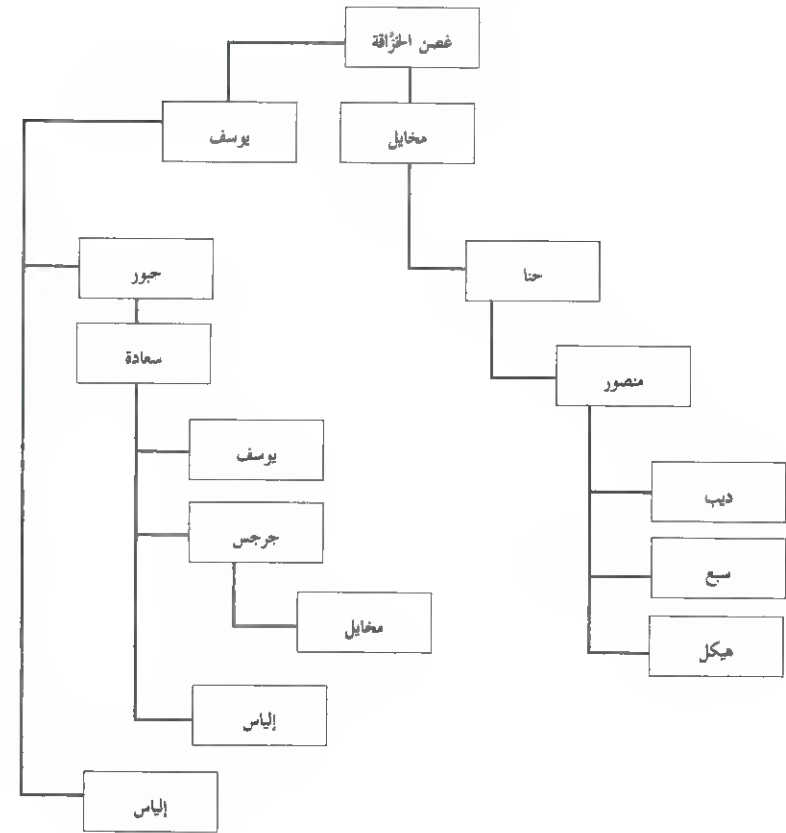 غصن الخزَّاقة
مخايل
يوسف
حنا
جبور
سعادة
منصور
يوسف
ديب
جرجس
سبع
مخايل
هيكل
إلياس
إلياس